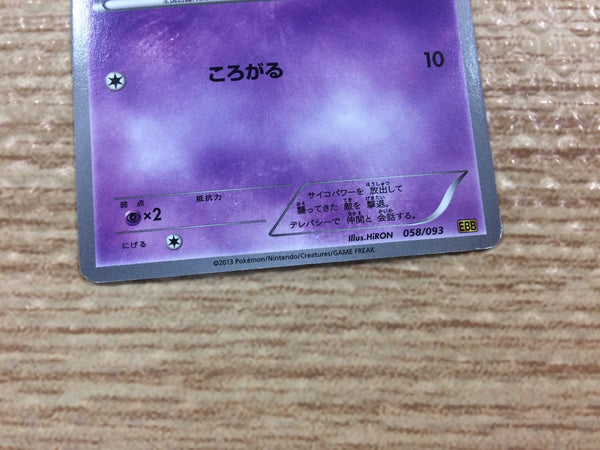 ころがる 10
弱点 抵抗力
×2
にげる
サイコパワーを 放出して
襲ってきた 敵を 撃退。
テレパシーで 仲間と 会話する。
Illus.HiRON 058/093 EBB
©2013 Pokémon/Nintendo/Creatures/GAME FREAK.